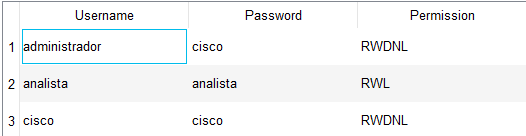 Username Password Permission
1 administrador cisco RWDNL
2 analista analista RWL
3 cisco cisco RWDNL